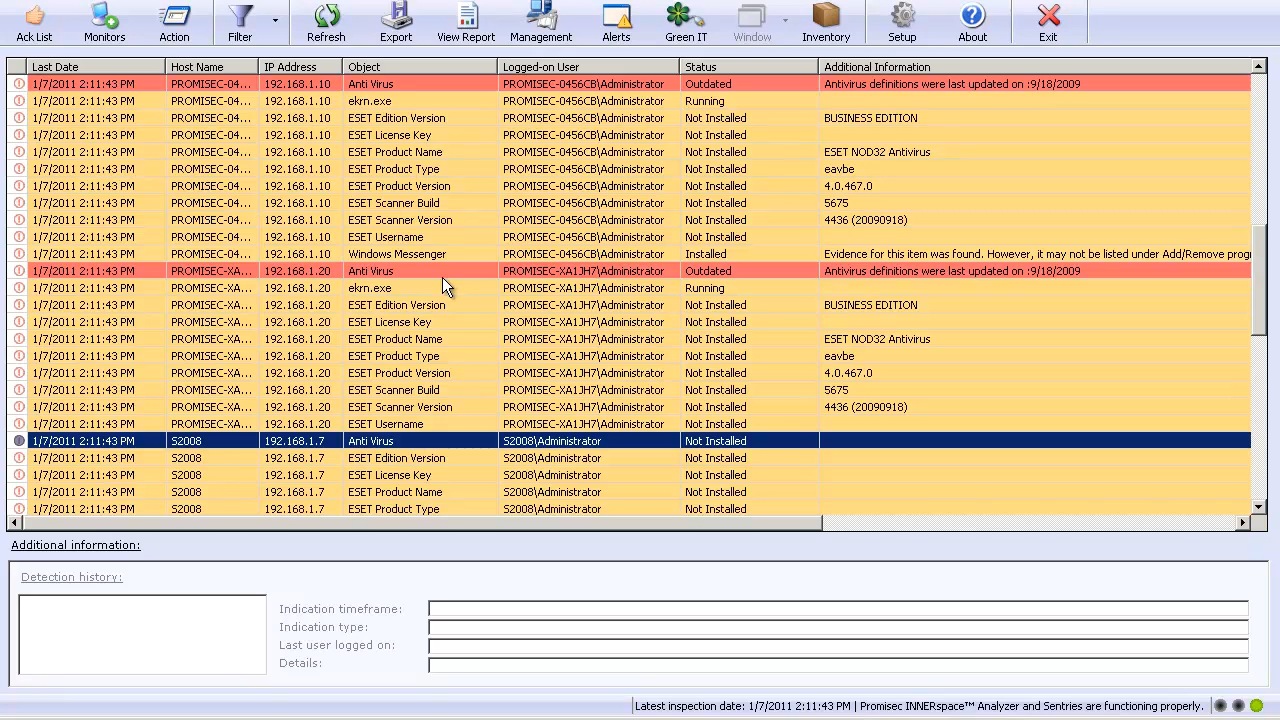 Ack List Monitors Action Filter Refresh Export View Report Management Alerts Green IT Window Inventory Setup About Exit
Last Date Host Name IP Address Object Logged-on User Status Additional Information
1/7/2011 2:11:43 PM PROMISEC-04... 192.168.1.10 Anti Virus PROMISEC-0456CB\Administrator Outdated Antivirus definitions were last updated on :9/18/2009
1/7/2011 2:11:43 PM PROMISEC-04... 192.168.1.10 ekrn.exe PROMISEC-0456CB\Administrator Running
1/7/2011 2:11:43 PM PROMISEC-04... 192.168.1.10 ESET Edition Version PROMISEC-0456CB\Administrator Not Installed BUSINESS EDITION
1/7/2011 2:11:43 PM PROMISEC-04... 192.168.1.10 ESET License Key PROMISEC-0456CB\Administrator Not Installed
1/7/2011 2:11:43 PM PROMISEC-04... 192.168.1.10 ESET Product Name PROMISEC-0456CB\Administrator Not Installed ESET NOD32 Antivirus
1/7/2011 2:11:43 PM PROMISEC-04... 192.168.1.10 ESET Product Type PROMISEC-0456CB\Administrator Not Installed eavbe
1/7/2011 2:11:43 PM PROMISEC-04... 192.168.1.10 ESET Product Version PROMISEC-0456CB\Administrator Not Installed 4.0.467.0
1/7/2011 2:11:43 PM PROMISEC-04... 192.168.1.10 ESET Scanner Build PROMISEC-0456CB\Administrator Not Installed 5675
1/7/2011 2:11:43 PM PROMISEC-04... 192.168.1.10 ESET Scanner Version PROMISEC-0456CB\Administrator Not Installed 4436 (20090918)
1/7/2011 2:11:43 PM PROMISEC-04... 192.168.1.10 ESET Username PROMISEC-0456CB\Administrator Not Installed
1/7/2011 2:11:43 PM PROMISEC-04... 192.168.1.10 Windows Messenger PROMISEC-0456CB\Administrator Installed Evidence for this item was found. However, it may not be listed under Add/Remove prog
1/7/2011 2:11:43 PM PROMISEC-XA... 192.168.1.20 Anti Virus PROMISEC-XA1JH7\Administrator Outdated Antivirus definitions were last updated on :9/18/2009
1/7/2011 2:11:43 PM PROMISEC-XA... 192.168.1.20 ekrn.exe PROMISEC-XA1JH7\Administrator Running
1/7/2011 2:11:43 PM PROMISEC-XA... 192.168.1.20 ESET Edition Version PROMISEC-XA1JH7\Administrator Not Installed BUSINESS EDITION
1/7/2011 2:11:43 PM PROMISEC-XA... 192.168.1.20 ESET License Key PROMISEC-XA1JH7\Administrator Not Installed
1/7/2011 2:11:43 PM PROMISEC-XA... 192.168.1.20 ESET Product Name PROMISEC-XA1JH7\Administrator Not Installed ESET NOD32 Antivirus
1/7/2011 2:11:43 PM PROMISEC-XA... 192.168.1.20 ESET Product Type PROMISEC-XA1JH7\Administrator Not Installed eavbe
1/7/2011 2:11:43 PM PROMISEC-XA... 192.168.1.20 ESET Product Version PROMISEC-XA1JH7\Administrator Not Installed 4.0.467.0
1/7/2011 2:11:43 PM PROMISEC-XA... 192.168.1.20 ESET Scanner Build PROMISEC-XA1JH7\Administrator Not Installed 5675
1/7/2011 2:11:43 PM PROMISEC-XA... 192.168.1.20 ESET Scanner Version PROMISEC-XA1JH7\Administrator Not Installed 4436 (20090918)
1/7/2011 2:11:43 PM PROMISEC-XA... 192.168.1.20 ESET Username PROMISEC-XA1JH7\Administrator Not Installed
1/7/2011 2:11:43 PM S2008 192.168.1.7 Anti Virus S2008\Administrator Not Installed
1/7/2011 2:11:43 PM S2008 192.168.1.7 ESET Edition Version S2008\Administrator Not Installed
1/7/2011 2:11:43 PM S2008 192.168.1.7 ESET License Key S2008\Administrator Not Installed
1/7/2011 2:11:43 PM S2008 192.168.1.7 ESET Product Name S2008\Administrator Not Installed
1/7/2011 2:11:43 PM S2008 192.168.1.7 ESET Product Type S2008\Administrator Not Installed
Additional information:
Detection history:
Indication timeframe:
Indication type:
Last user logged on:
Details:
Latest inspection date: 1/7/2011 2:11:43 PM | Promisec INNERspace™ Analyzer and Sentries are functioning properly.